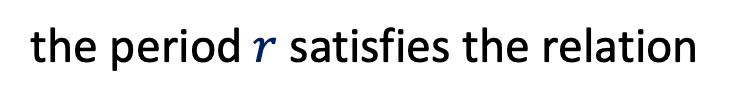 the period r satisfies the relation